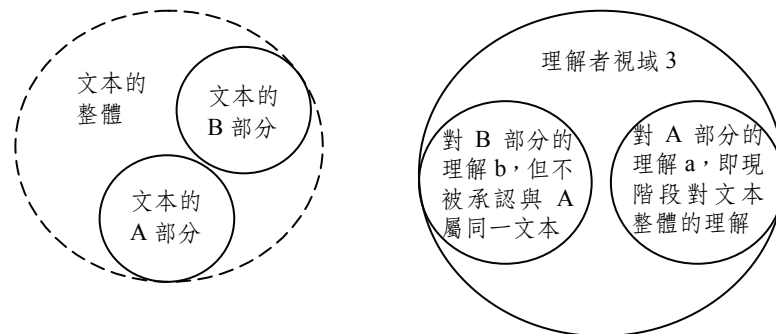 文本的
整體
文本的
B 部分
文本的
A 部分
理解者視域 3
對 B 部分的
理解 b，但不
被承認與 A
屬同一文本
對 A 部分的
理解 a，即現
階段對文本
整體的理解